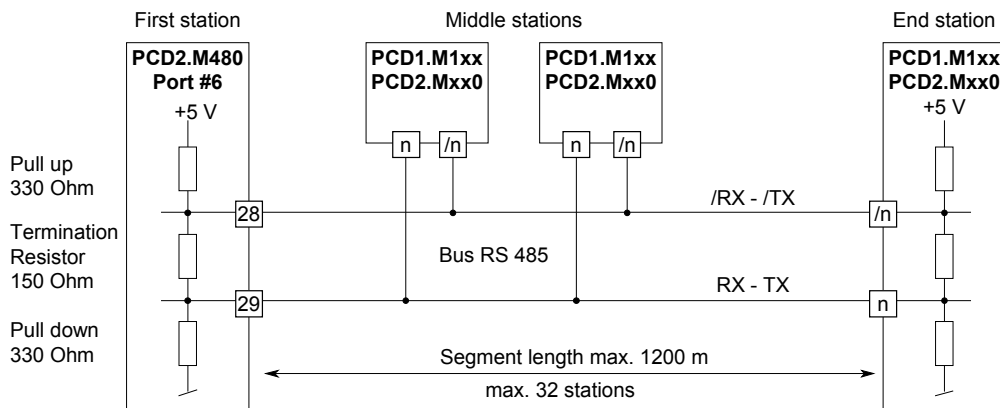 First station
Middle stations
End station
PCD2.M480
Port #6
+5 V
PCD1.M1xx
PCD2.Mxx0
n
/n
PCD1.M1xx
PCD2.Mxx0
n
/n
PCD1.M1xx
PCD2.Mxx0
+5 V
Pull up
330 Ohm
28
/RX - /TX
/n
Termination
Resistor
150 Ohm
Bus RS 485
29
RX - TX
n
Pull down
330 Ohm
Segment length max. 1200 m
max. 32 stations